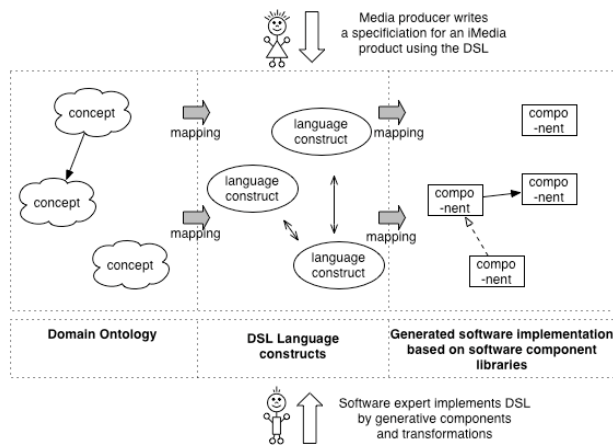 Media producer writes
a specificiation for an iMedia
product using the DSL
concept
mapping
language
construct
mapping
compo
-nent
concept
language
construct
compo
-nent
compo
-nent
mapping
mapping
concept
language
construct
compo
-nent
Domain Ontology
DSL Language
constructs
Generated software implementation
based on software component
libraries
Software expert implements DSL
by generative components
and transformations